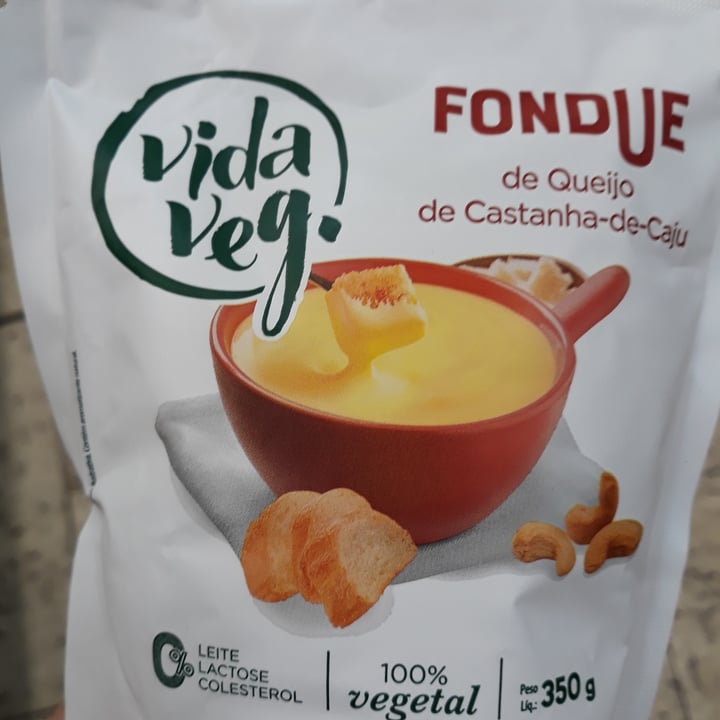 vida
veg.
FONDUE
de Queijo
de Castanha-de-Caju
0%
LEITE
LACTOSE
COLESTEROL
100%
vegetal
Peso
Líq.:
350 g